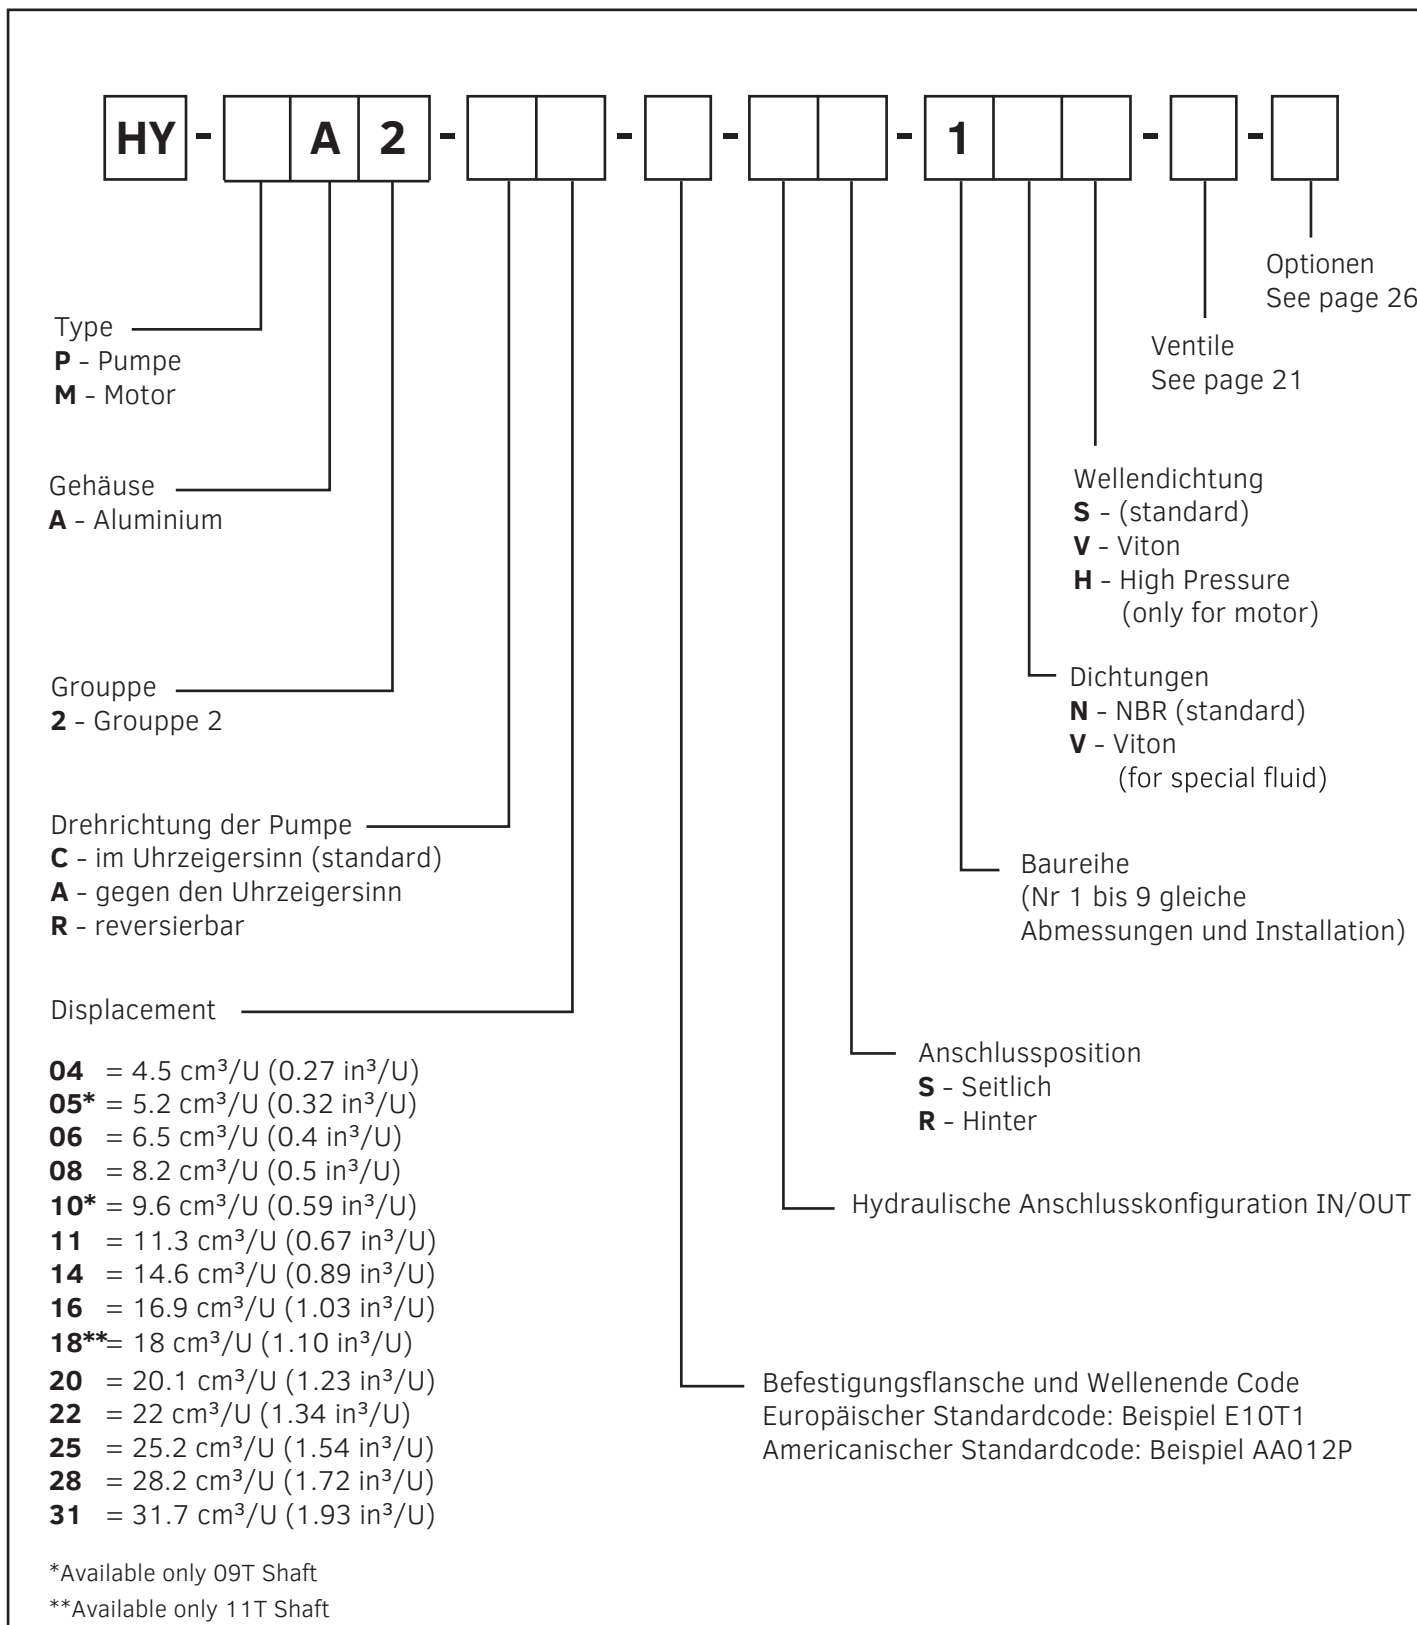 HY - A 2 - - - - 1 - -
Optionen
See page 26
Ventile
See page 21
Type
P - Pumpe
M - Motor
Gehäuse
A - Aluminium
Wellendichtung
S - (standard)
V - Viton
H - High Pressure
(only for motor)
Grouppe
2 - Grouppe 2
Dichtungen
N - NBR (standard)
V - Viton
(for special fluid)
Drehrichtung der Pumpe
C - im Uhrzeigersinn (standard)
A - gegen den Uhrzeigersinn
R - reversierbar
Baureihe
(Nr 1 bis 9 gleiche
Abmessungen und Installation)
Displacement
04 = 4.5 cm³/U (0.27 in³/U)
05* = 5.2 cm³/U (0.32 in³/U)
06 = 6.5 cm³/U (0.4 in³/U)
08 = 8.2 cm³/U (0.5 in³/U)
10* = 9.6 cm³/U (0.59 in³/U)
11 = 11.3 cm³/U (0.67 in³/U)
14 = 14.6 cm³/U (0.89 in³/U)
16 = 16.9 cm³/U (1.03 in³/U)
18**= 18 cm³/U (1.10 in³/U)
20 = 20.1 cm³/U (1.23 in³/U)
22 = 22 cm³/U (1.34 in³/U)
25 = 25.2 cm³/U (1.54 in³/U)
28 = 28.2 cm³/U (1.72 in³/U)
31 = 31.7 cm³/U (1.93 in³/U)
Anschlussposition
S - Seitlich
R - Hinter
Hydraulische Anschlusskonfiguration IN/OUT
Befestigungsflansche und Wellenende Code
Europäischer Standardcode: Beispiel E10T1
Americanischer Standardcode: Beispiel AA012P
*Available only 09T Shaft
**Available only 11T Shaft